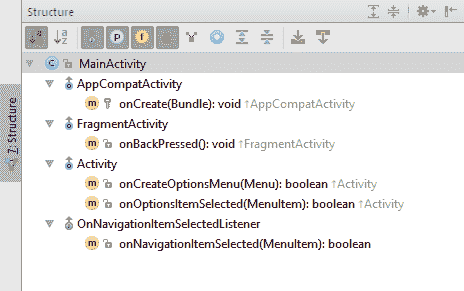 Structure
MainActivity
AppCompatActivity
onCreate(Bundle): void ↑AppCompatActivity
FragmentActivity
onBackPressed(): void ↑FragmentActivity
Activity
onCreateOptionsMenu(Menu): boolean ↑Activity
onOptionsItemSelected(MenuItem): boolean ↑Activity
OnNavigationItemSelectedListener
onNavigationItemSelected(MenuItem): boolean
7: Structure